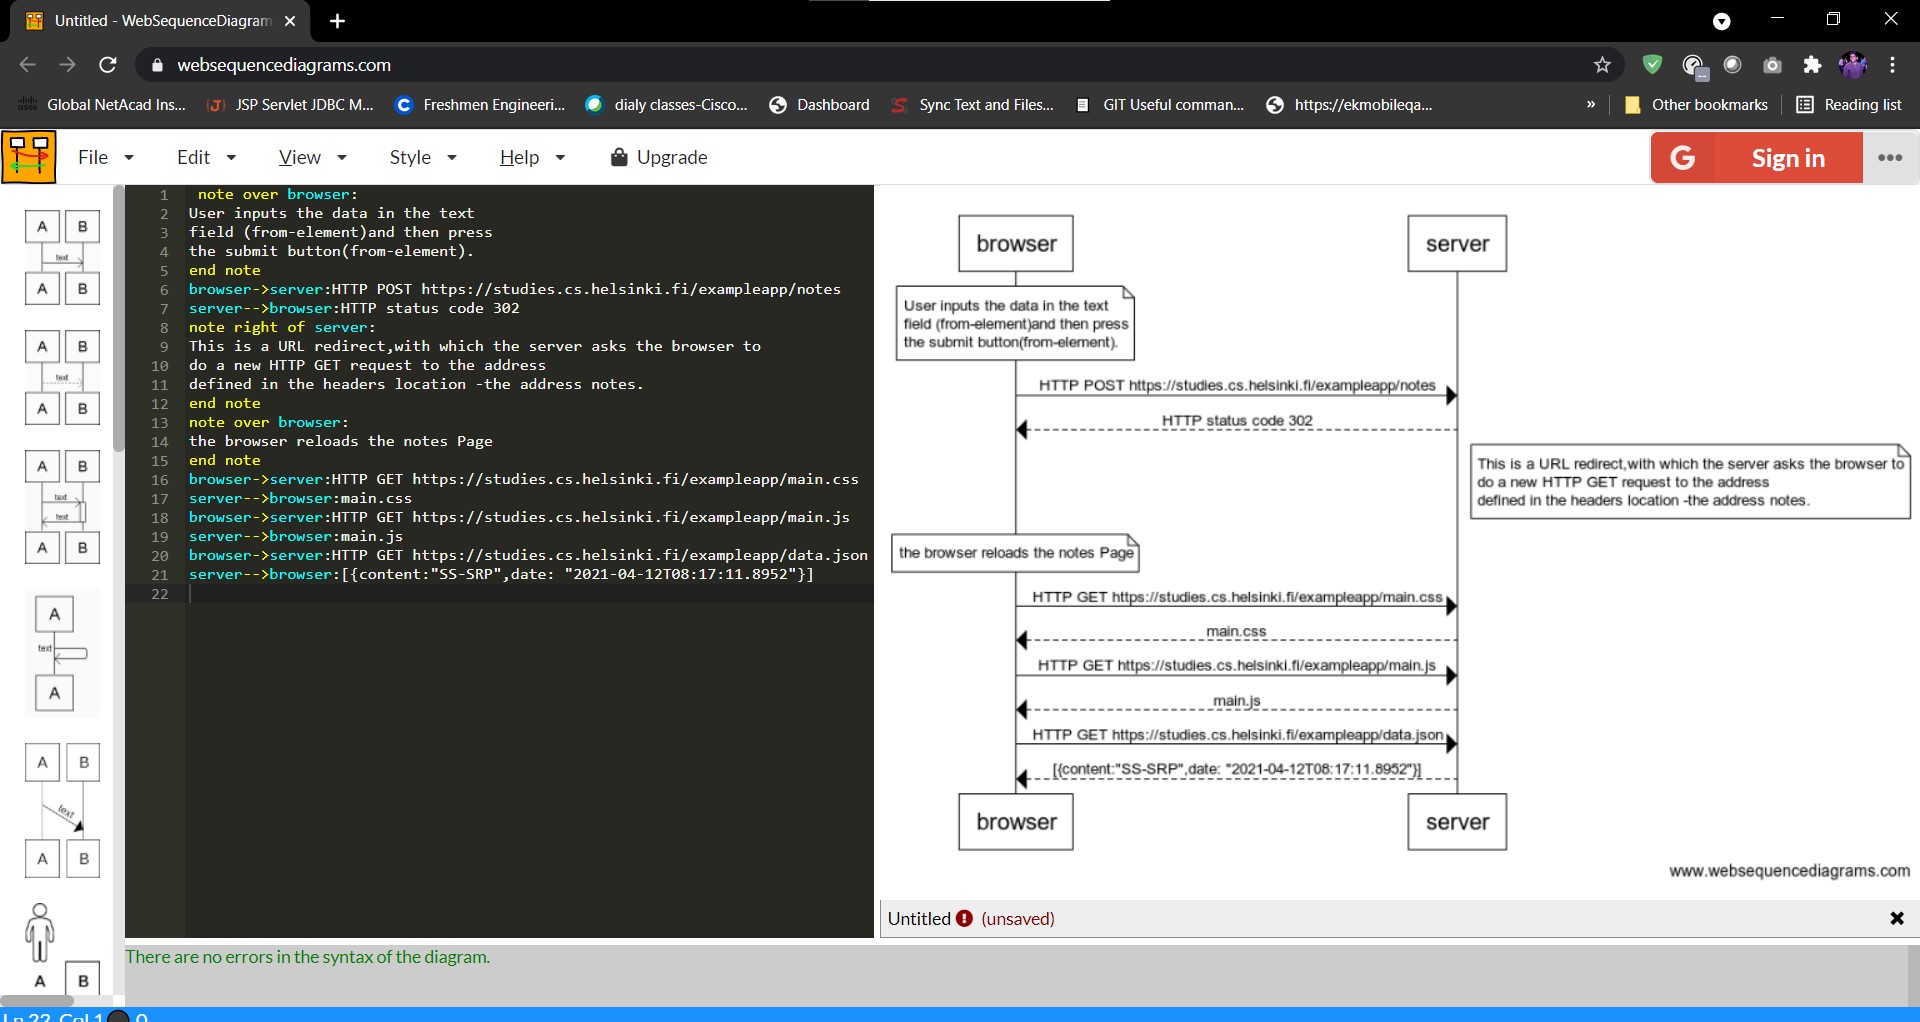 Untitled - WebSequenceDiagram
websequencediagrams.com
Global NetAcad Ins...
JSP Servlet JDBC M...
Freshmen Engineeri...
dialy classes-Cisco...
Dashboard
Sync Text and Files...
GIT Useful comman...
https://ekmobileqa...
»
Other bookmarks
Reading list
File
Edit
View
Style
Help
Upgrade
G Sign in
A B
text
A B
A B
text
A B
A B
text
text
A B
A
text
A
A B
text
A B
A B
1 note over browser:
2 User inputs the data in the text
3 field (from-element)and then press
4 the submit button(from-element).
5 end note
6 browser->server:HTTP POST https://studies.cs.helsinki.fi/exampleapp/notes
7 server-->browser:HTTP status code 302
8 note right of server:
9 This is a URL redirect,with which the server asks the browser to
10 do a new HTTP GET request to the address
11 defined in the headers location -the address notes.
12 end note
13 note over browser:
14 the browser reloads the notes Page
15 end note
16 browser->server:HTTP GET https://studies.cs.helsinki.fi/exampleapp/main.css
17 server-->browser:main.css
18 browser->server:HTTP GET https://studies.cs.helsinki.fi/exampleapp/main.js
19 server-->browser:main.js
20 browser->server:HTTP GET https://studies.cs.helsinki.fi/exampleapp/data.json
21 server-->browser:[{content:"SS-SRP",date: "2021-04-12T08:17:11.8952"}]
22
browser
server
User inputs the data in the text
field (from-element)and then press
the submit button(from-element).
HTTP POST https://studies.cs.helsinki.fi/exampleapp/notes
HTTP status code 302
This is a URL redirect,with which the server asks the browser to
do a new HTTP GET request to the address
defined in the headers location -the address notes.
the browser reloads the notes Page
HTTP GET https://studies.cs.helsinki.fi/exampleapp/main.css
main.css
HTTP GET https://studies.cs.helsinki.fi/exampleapp/main.js
main.js
HTTP GET https://studies.cs.helsinki.fi/exampleapp/data.json
[{content:"SS-SRP",date: "2021-04-12T08:17:11.8952"}]
browser
server
www.websequencediagrams.com
Untitled (unsaved)
There are no errors in the syntax of the diagram.
Ln 22, Col 1